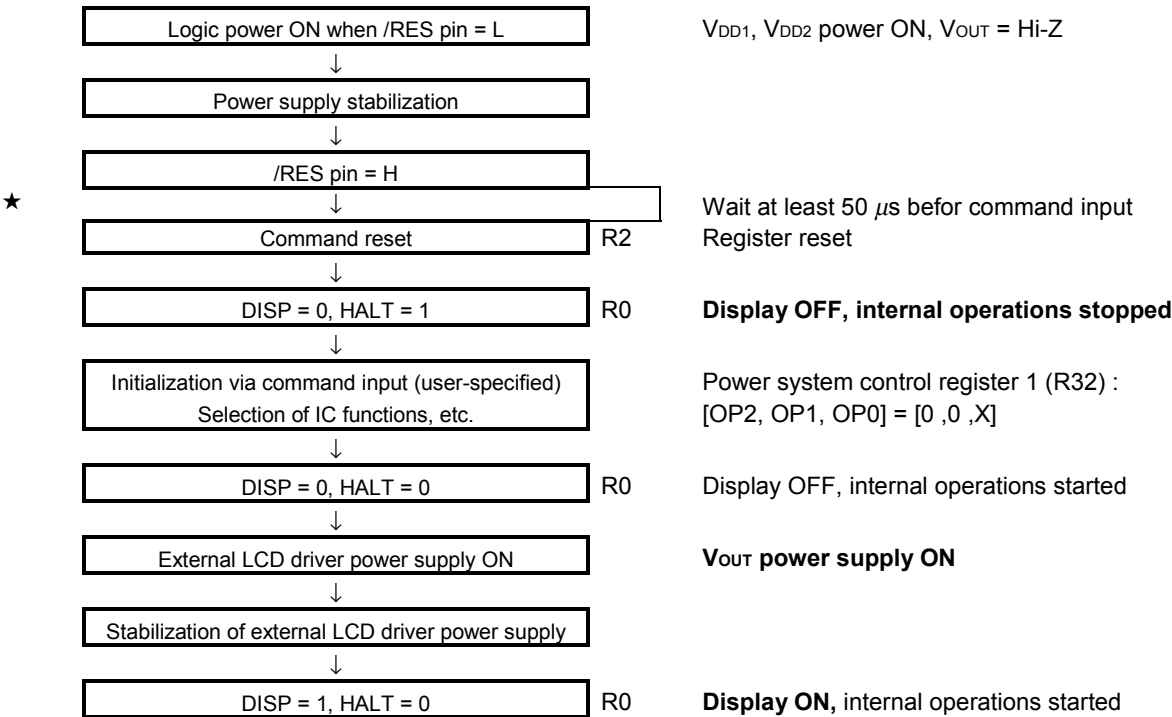 Logic power ON when /RES pin = L VDD1, VDD2 power ON, VOUT = Hi-Z
↓
Power supply stabilization
↓
/RES pin = H
★ ↓ Wait at least 50 μs befor command input
Command reset R2 Register reset
↓
DISP = 0, HALT = 1 R0 Display OFF, internal operations stopped
↓
Initialization via command input (user-specified) Power system control register 1 (R32) :
Selection of IC functions, etc. [OP2, OP1, OP0] = [0 ,0 ,X]
↓
DISP = 0, HALT = 0 R0 Display OFF, internal operations started
↓
External LCD driver power supply ON VOUT power supply ON
↓
Stabilization of external LCD driver power supply
↓
DISP = 1, HALT = 0 R0 Display ON, internal operations started